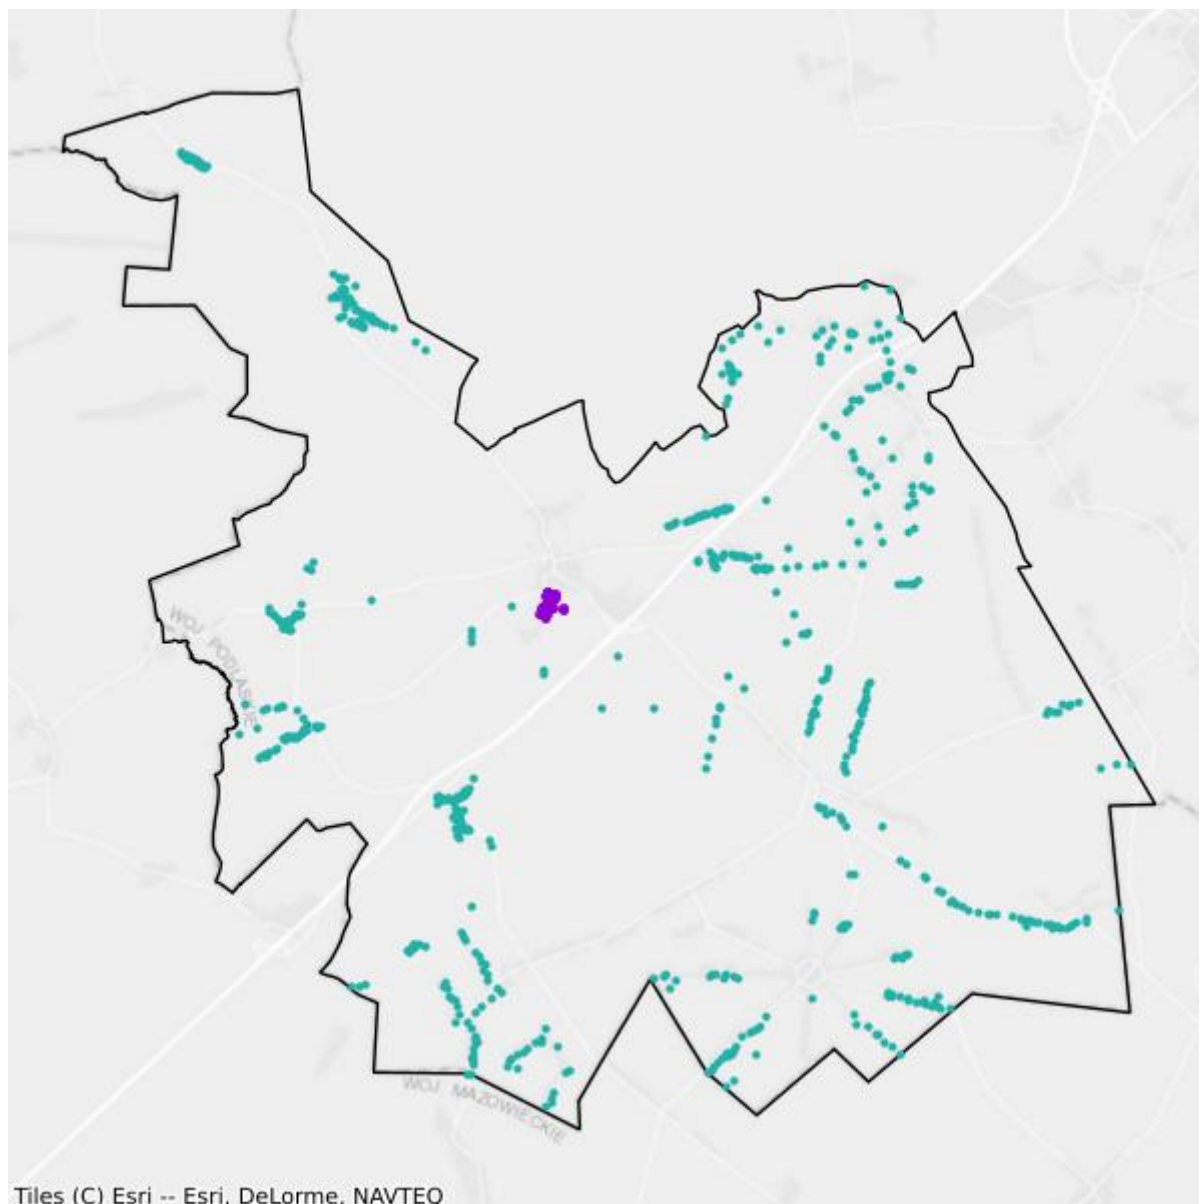 WOJ PODLASKIE
WOJ MAZOWIECKIE
Tiles (C) Esri -- Esri, DeLorme, NAVTEQ